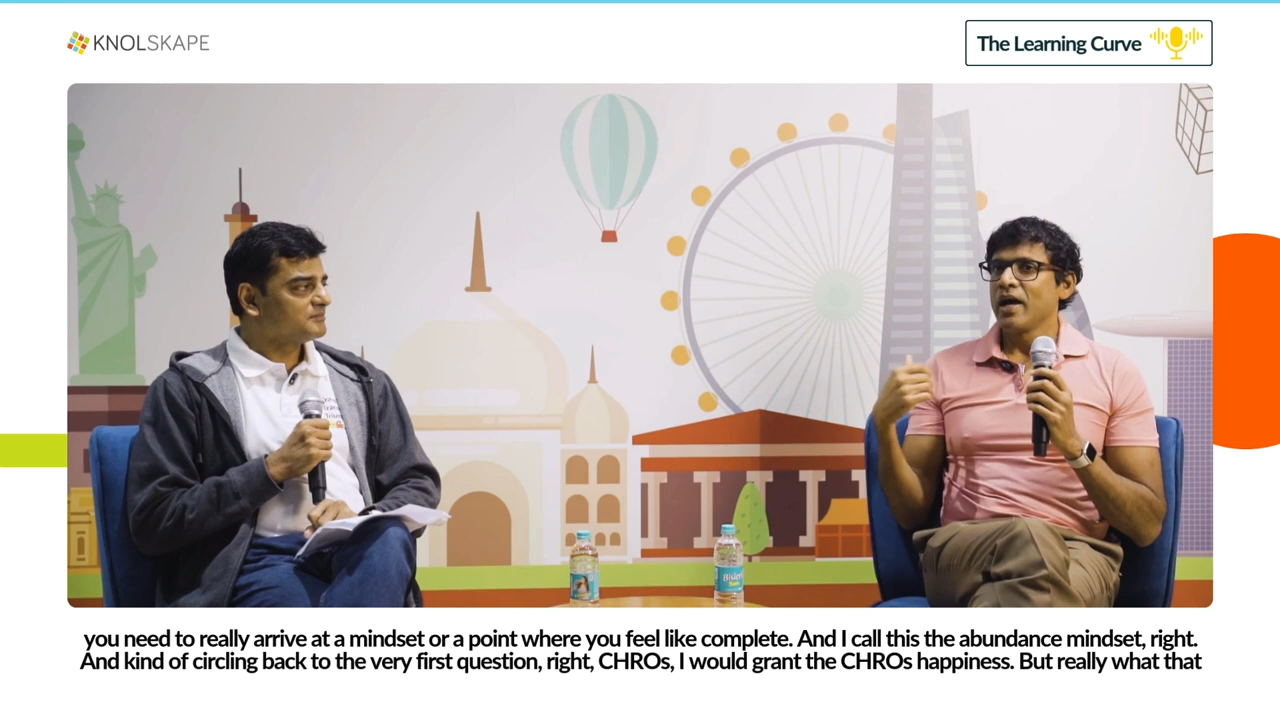 KNOLSKAPE
The Learning Curve
Bisleri
you need to really arrive at a mindset or a point where you feel like complete. And I call this the abundance mindset, right.
And kind of circling back to the very first question, right, CHROs, I would grant the CHROs happiness. But really what that